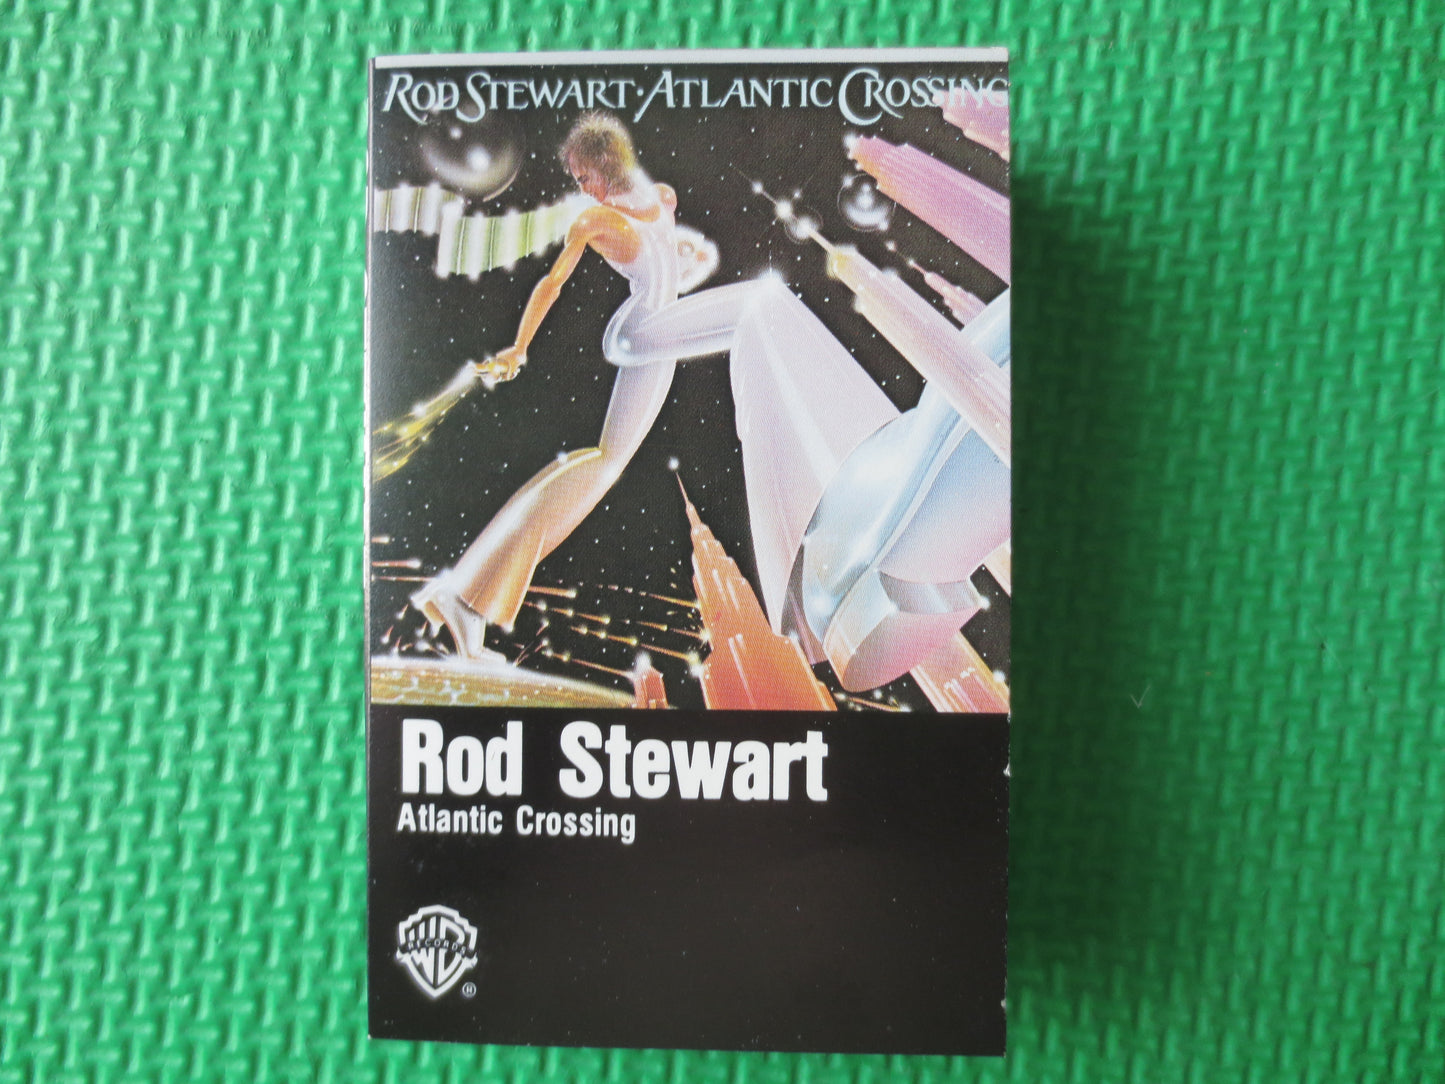 ROD STEWART · ATLANTIC CROSSING
Rod Stewart
Atlantic Crossing
WB
RECORDS
®